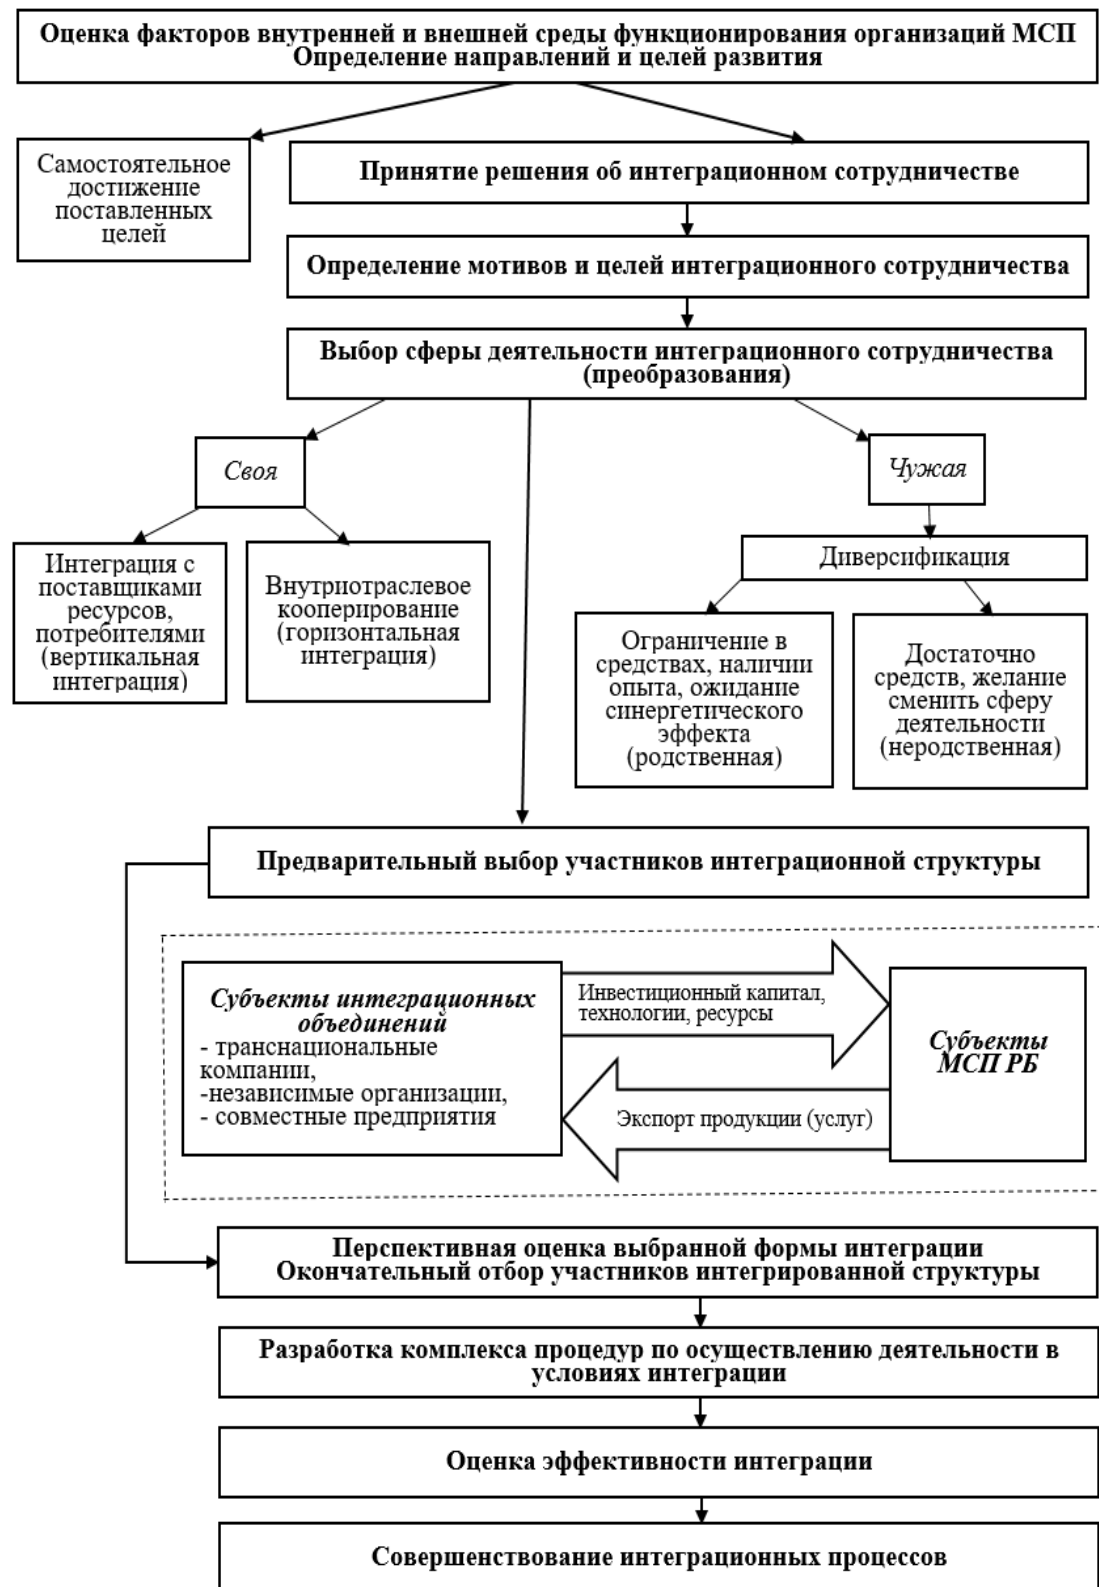 Оценка факторов внутренней и внешней среды функционирования организаций МСП
Определение направлений и целей развития
Самостоятельное
достижение
поставленных
целей
Принятие решения об интеграционном сотрудничестве
Определение мотивов и целей интеграционного сотрудничества
Выбор сферы деятельности интеграционного сотрудничества
(преобразования)
Своя
Чужая
Интеграция с
поставщиками
ресурсов,
потребителями
(вертикальная
интеграция)
Внутриотраслевое
кооперирование
(горизонтальная
интеграция)
Диверсификация
Ограничение в
средствах, наличии
опыта, ожидание
синергетического
эффекта
(родственная)
Достаточно
средств, желание
сменить сферу
деятельности
(неродственная)
Предварительный выбор участников интеграционной структуры
Субъекты интеграционных
объединений
- транснациональные
компании,
-независимые организации,
- совместные предприятия
Инвестиционный капитал,
технологии, ресурсы
Экспорт продукции (услуг)
Субъекты
МСП РБ
Перспективная оценка выбранной формы интеграции
Окончательный отбор участников интегрированной структуры
Разработка комплекса процедур по осуществлению деятельности в
условиях интеграции
Оценка эффективности интеграции
Совершенствование интеграционных процессов